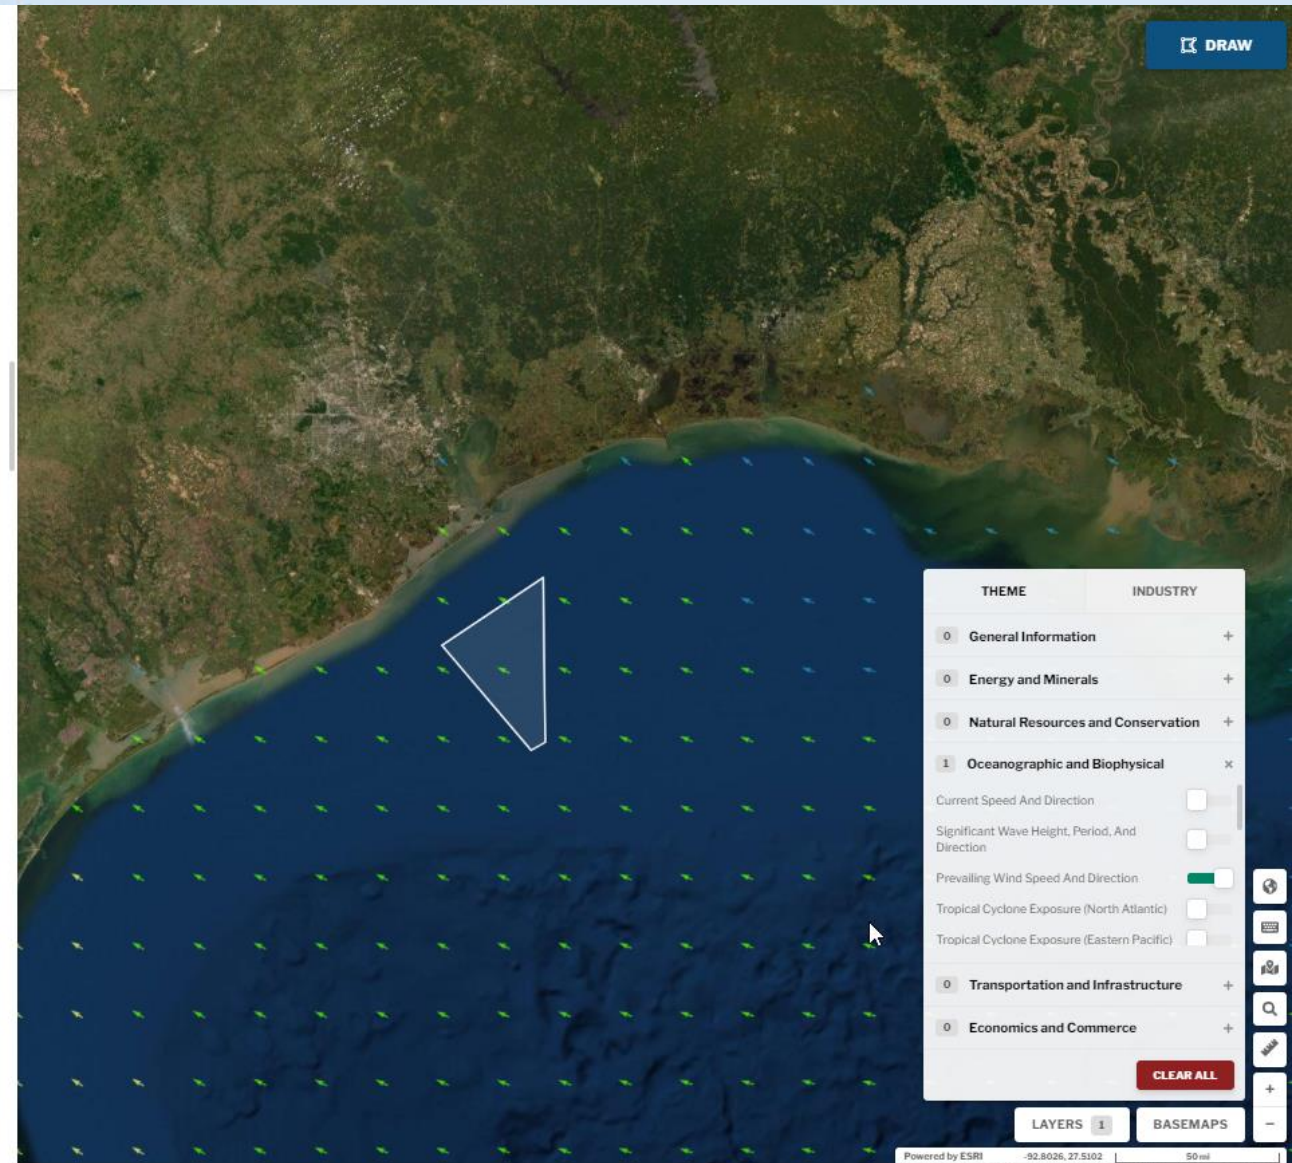 DRAW
THEME INDUSTRY
0 General Information +
0 Energy and Minerals +
0 Natural Resources and Conservation +
1 Oceanographic and Biophysical ×
Current Speed And Direction
Significant Wave Height, Period, And
Direction
Prevailing Wind Speed And Direction
Tropical Cyclone Exposure (North Atlantic)
Tropical Cyclone Exposure (Eastern Pacific)
0 Transportation and Infrastructure +
0 Economics and Commerce +
CLEAR ALL
+
LAYERS 1 BASEMAPS −
Powered by ESRI -92.8026, 27.5102 50 mi